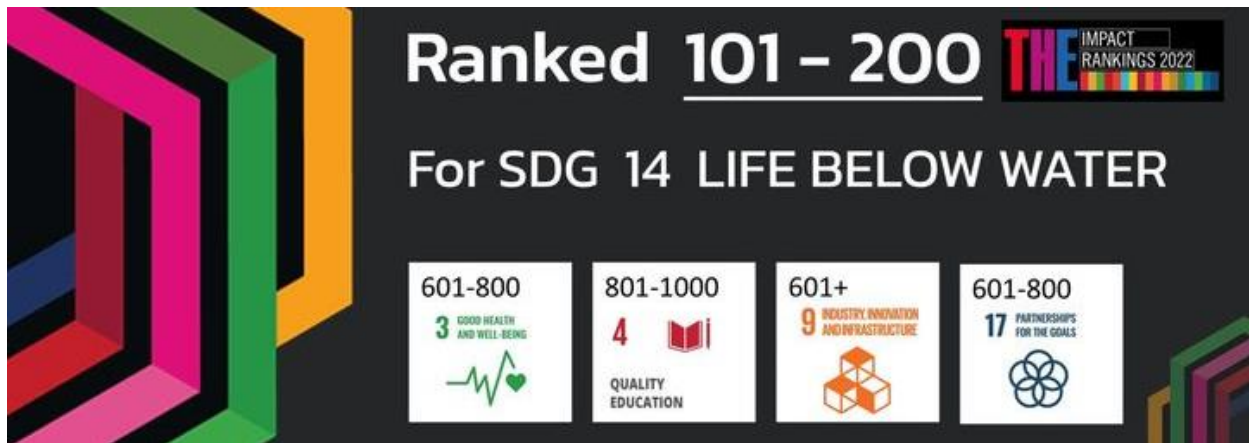 Ranked 101 - 200
THE IMPACT
RANKINGS 2022
For SDG 14 LIFE BELOW WATER
601-800
3 GOOD HEALTH
AND WELL-BEING
801-1000
4
QUALITY
EDUCATION
601+
9 INDUSTRY, INNOVATION
AND INFRASTRUCTURE
601-800
17 PARTNERSHIPS
FOR THE GOALS